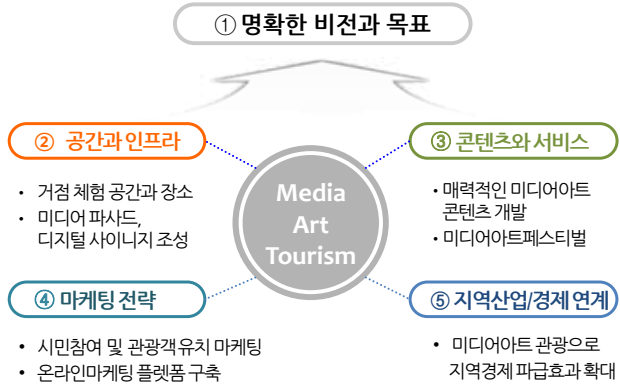 ① 명확한 비전과 목표
② 공간과 인프라
• 거점 체험 공간과 장소
• 미디어 파사드,
디지털 사이니지 조성
③ 콘텐츠와 서비스
• 매력적인 미디어아트
콘텐츠 개발
• 미디어아트페스티벌
Media
Art
Tourism
④ 마케팅 전략
• 시민참여 및 관광객 유치 마케팅
• 온라인마케팅 플렛폼 구축
⑤ 지역산업/경제 연계
• 미디어아트 관광으로
지역경제 파급효과 확대